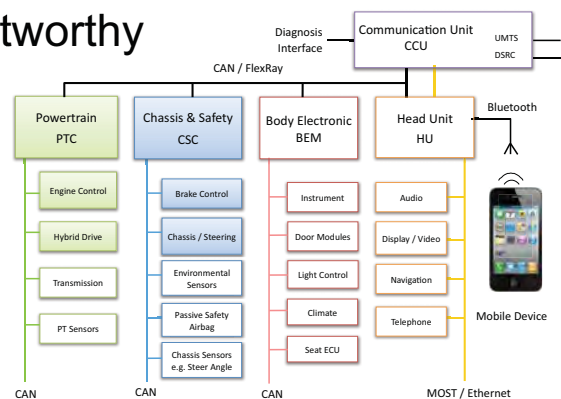 tworthy
Diagnosis
Interface
Communication Unit
CCU
UMTS
DSRC
CAN / FlexRay
Powertrain
PTC
Chassis & Safety
CSC
Body Electronic
BEM
Head Unit
HU
Bluetooth
Engine Control
Hybrid Drive
Transmission
PT Sensors
CAN
Brake Control
Chassis / Steering
Environmental
Sensors
Passive Safety
Airbag
Chassis Sensors
e.g. Steer Angle
CAN
Instrument
Door Modules
Light Control
Climate
Seat ECU
CAN
Audio
Display / Video
Navigation
Telephone
MOST / Ethernet
Mobile Device